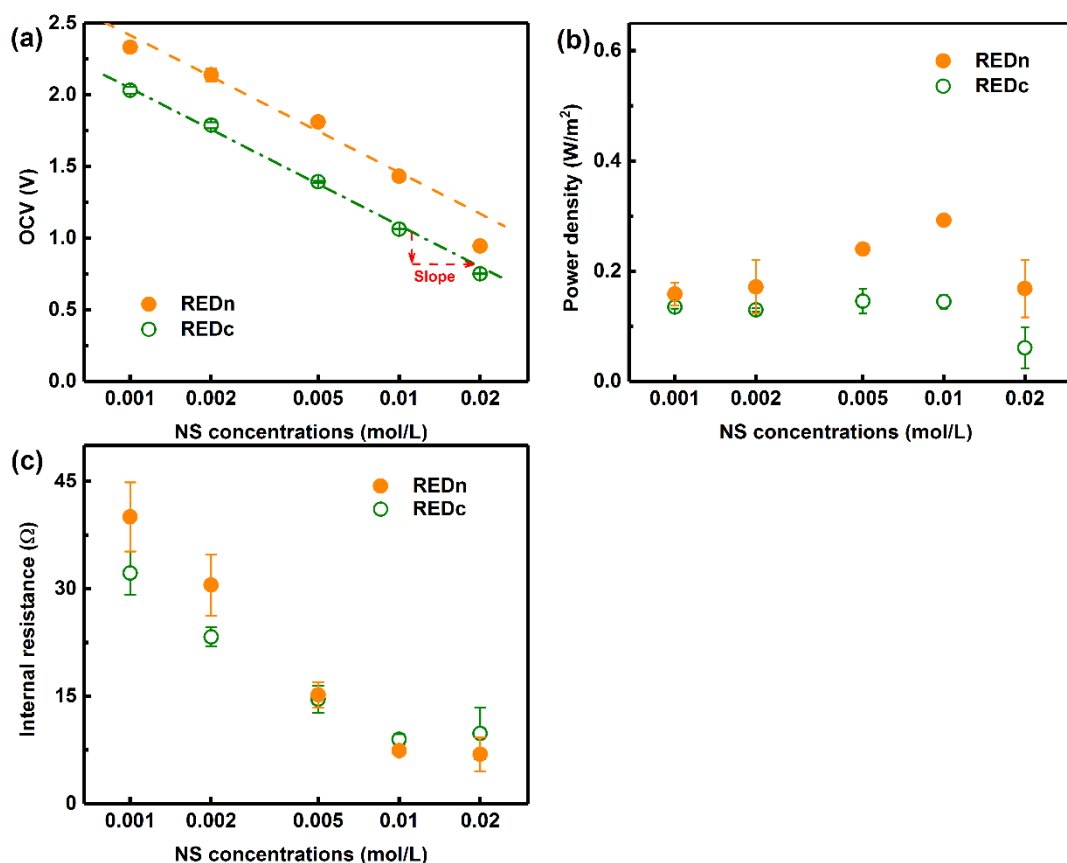 (a)
2.5
2.0
1.5
1.0
0.5
0.0
OCV (V)
Slope
REDn
REDc
0.001
0.002
0.005
0.01
0.02
NS concentrations (mol/L)
(b)
0.6
0.4
0.2
0.0
Power density (W/m²)
REDn
REDc
0.001
0.002
0.005
0.01
0.02
NS concentrations (mol/L)
(c)
45
30
15
0
Internal resistance (Ω)
REDn
REDc
0.001
0.002
0.005
0.01
0.02
NS concentrations (mol/L)